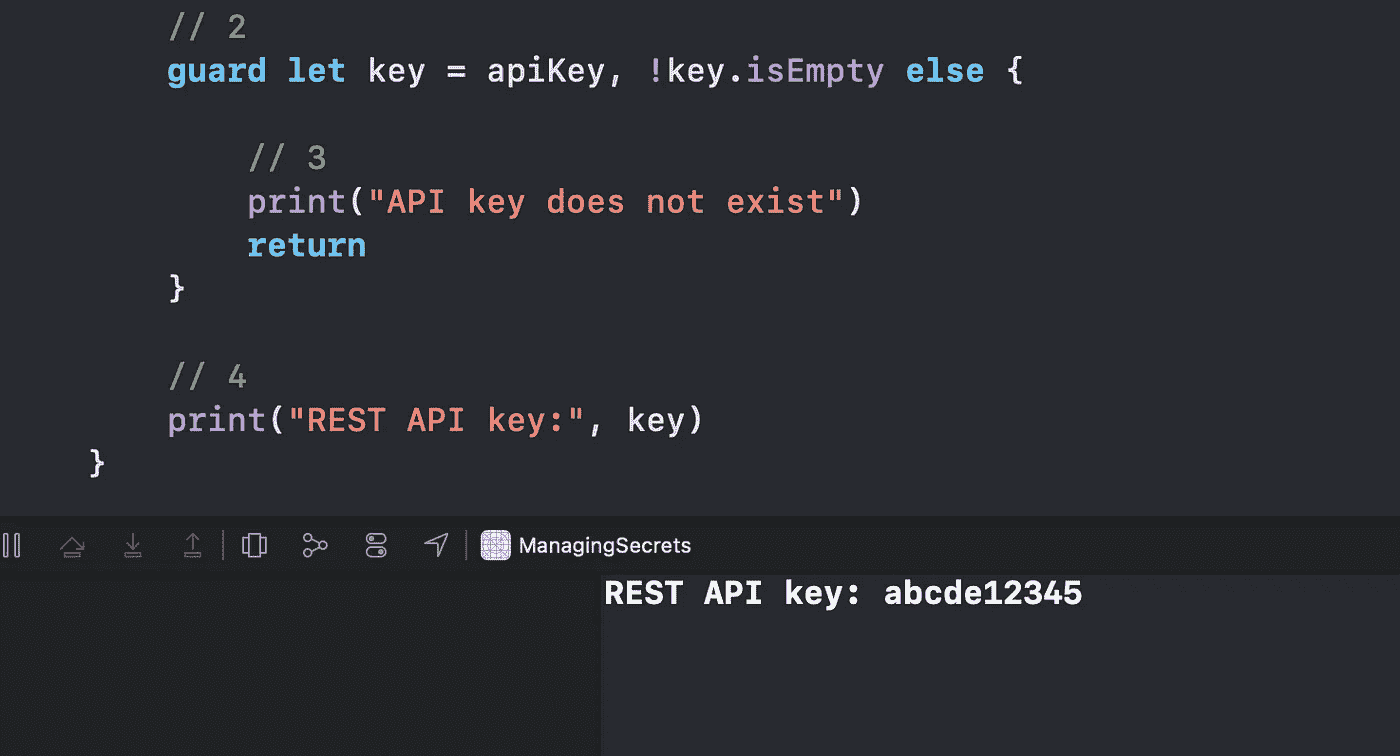 // 2
guard let key = apiKey, !key.isEmpty else {
// 3
print("API key does not exist")
return
}
// 4
print("REST API key:", key)
}
ManagingSecrets
REST API key: abcde12345